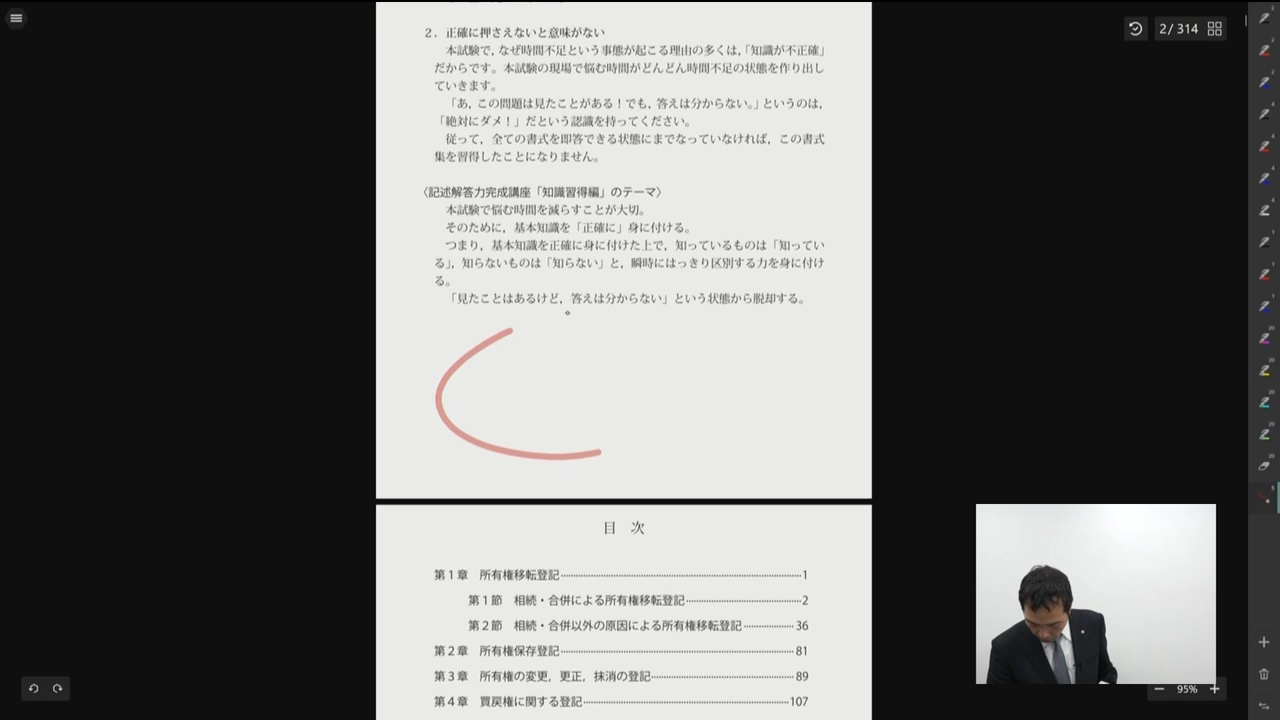 2/314
２．正確に押さえないと意味がない
本試験で，なぜ時間不足という事態が起こる理由の多くは，「知識が不正確」
だからです。本試験の現場で悩む時間がどんどん時間不足の状態を作り出し
ていきます。
「あ，この問題は見たことがある！でも，答えは分からない。」というのは，
「絶対にダメ！」だという認識を持ってください。
従って，全ての書式を即答できる状態にまでなっていなければ，この書式
集を習得したことになりません。
〈記述解答力完成講座「知識習得編」のテーマ〉
本試験で悩む時間を減らすことが大切。
そのために，基本知識を「正確に」身に付ける。
つまり，基本知識を正確に身に付けた上で，知っているものは「知ってい
る」，知らないものは「知らない」と，瞬時にはっきり区別する力を身に付け
る。
「見たことはあるけど，答えは分からない」という状態から脱却する。
目　次
第１章　所有権移転登記……1
第１節　相続・合併による所有権移転登記……2
第２節　相続・合併以外の原因による所有権移転登記……36
第２章　所有権保存登記……81
第３章　所有権の変更，更正，抹消の登記……89
第４章　買戻権に関する登記……107
95%